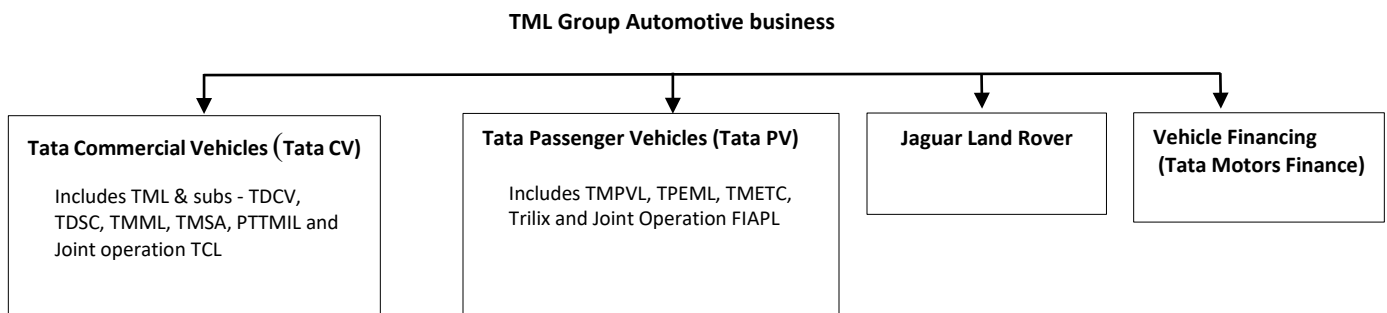 TML Group Automotive business
Tata Commercial Vehicles (Tata CV)
Includes TML & subs - TDCV,
TDSC, TMML, TMSA, PTTMIL and
Joint operation TCL
Tata Passenger Vehicles (Tata PV)
Includes TMPVL, TPEML, TMETC,
Trilix and Joint Operation FIAPL
Jaguar Land Rover
Vehicle Financing
(Tata Motors Finance)